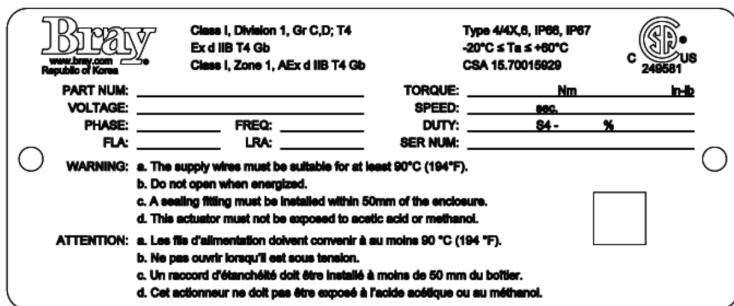 Bray
www.bray.com
Republic of Korea
Class I, Division 1, Gr C,D; T4
Ex d IIB T4 Gb
Class I, Zone 1, AEx d IIB T4 Gb
Type 4/4X,6, IP66, IP67
-20°C ≤ Ta ≤ +60°C
CSA 15.70015929
C US
249581
PART NUM:
VOLTAGE:
PHASE: FREQ:
FLA: LRA:
TORQUE: Nm in-lb
SPEED: sec.
DUTY: S4 - %
SER NUM:
WARNING: a. The supply wires must be suitable for at least 90°C (194°F).
b. Do not open when energized.
c. A sealing fitting must be installed within 50mm of the enclosure.
d. This actuator must not be exposed to acetic acid or methanol.
ATTENTION: a. Les fils d'alimentation doivent convenir à au moins 90 °C (194 °F).
b. Ne pas ouvrir lorsqu'il est sous tension.
c. Un raccord d'étanchéité doit être installé à moins de 50 mm du boîtier.
d. Cet actionneur ne doit pas être exposé à l'acide acétique ou au méthanol.